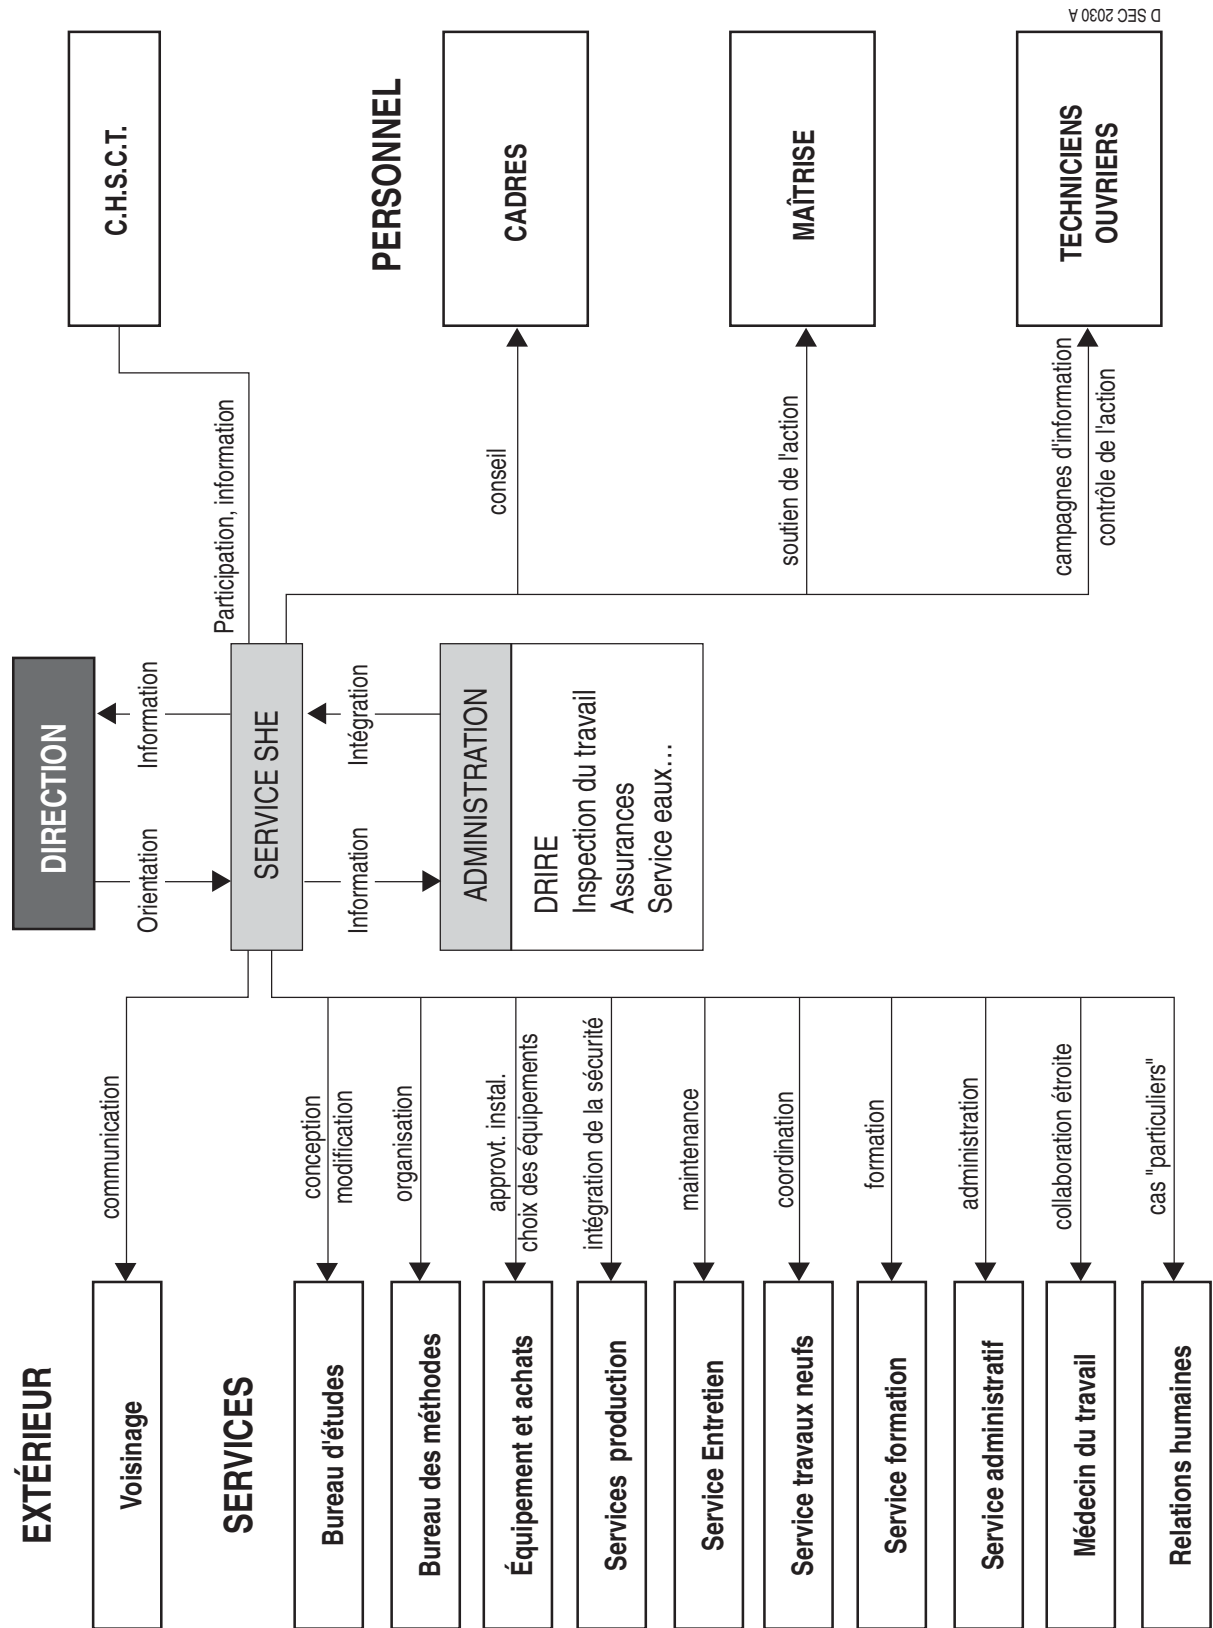 EXTÉRIEUR
Voisinage
communication
SERVICES
Bureau d'études
conception
modification
Bureau des méthodes
organisation
Équipement et achats
approvt. instal.
choix des équipements
Services production
intégration de la sécurité
Service Entretien
maintenance
Service travaux neufs
coordination
Service formation
formation
Service administratif
administration
Médecin du travail
collaboration étroite
Relations humaines
cas "particuliers"
DIRECTION
Orientation
Information
SERVICE SHE
Information
Intégration
ADMINISTRATION
DRIRE
Inspection du travail
Assurances
Service eaux...
Participation, information
C.H.S.C.T.
PERSONNEL
conseil
CADRES
soutien de l'action
MAÎTRISE
campagnes d'information
contrôle de l'action
TECHNICIENS
OUVRIERS
D SEC 2030 A